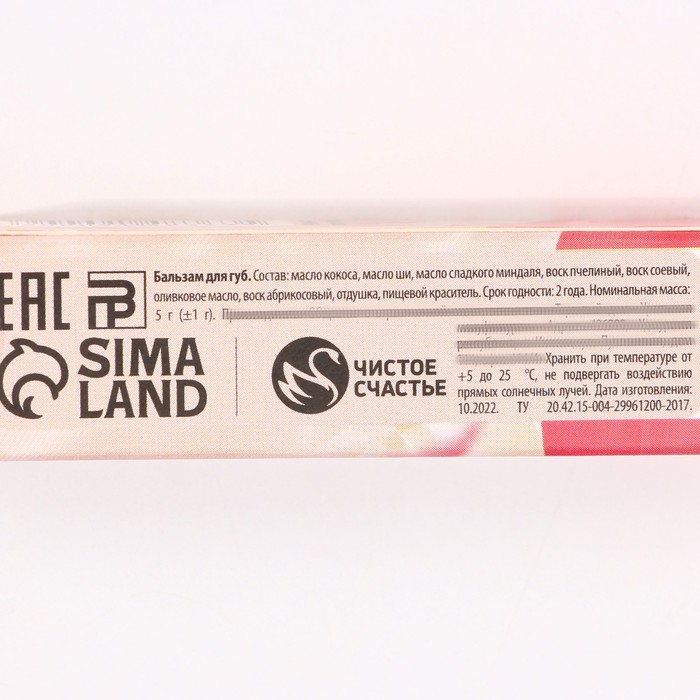 Бальзам для губ. Состав: масло кокоса, масло ши, масло сладкого миндаля, воск пчелиный, воск соевый,
оливковое масло, воск абрикосовый, отдушка, пищевой краситель. Срок годности: 2 года. Номинальная масса:
5 г (±1 г).
Хранить при температуре от
+5 до 25 °С, не подвергать воздействию
прямых солнечных лучей. Дата изготовления:
10.2022. ТУ 20.42.15-004-29961200-2017.
ЕАС
SIMA
LAND
ЧИСТОЕ
СЧАСТЬЕ